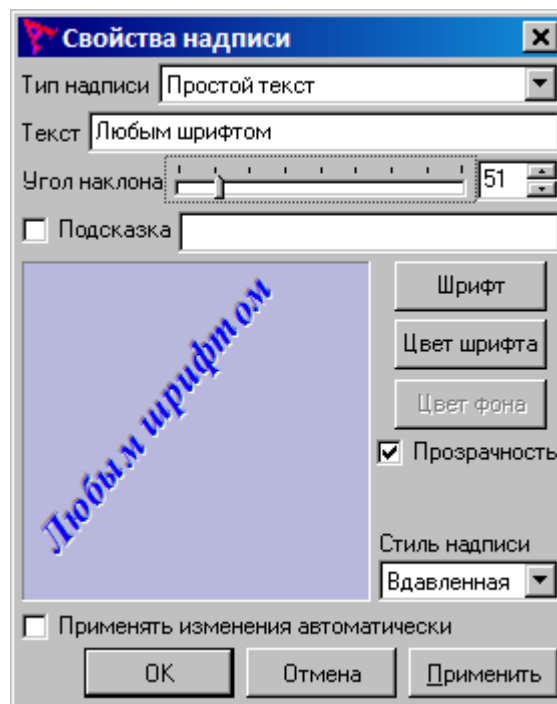 Свойства надписи
Тип надписи Простой текст
Текст Любым шрифтом
Угол наклона 51
Подсказка
Любым шрифтом
Шрифт
Цвет шрифта
Цвет фона
Прозрачность
Стиль надписи
Вдавленная
Применять изменения автоматически
OK Отмена Применить